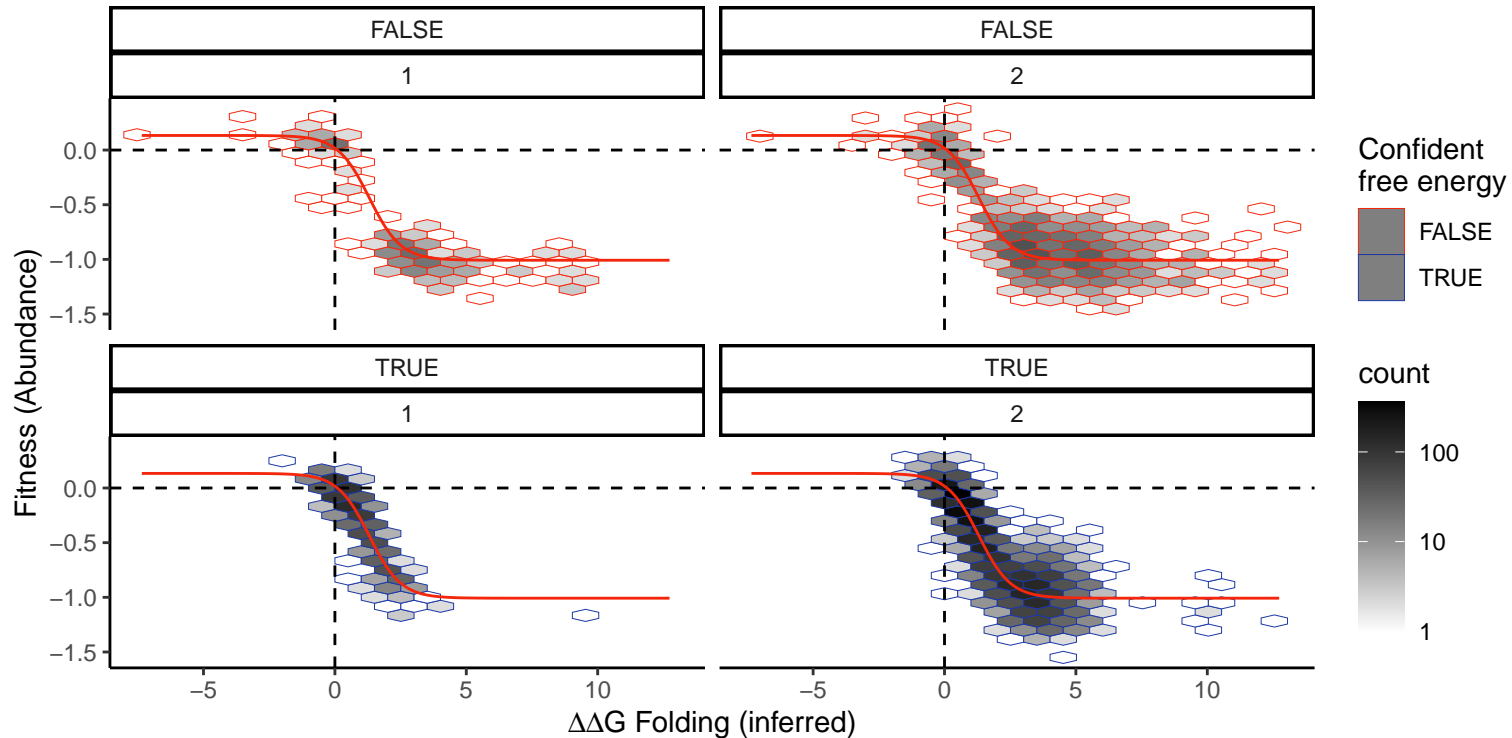 FALSE
FALSE
1
2
0.0
−0.5
−1.0
−1.5
TRUE
TRUE
1
2
0.0
−0.5
−1.0
−1.5
−5
0
5
10
−5
0
5
10
ΔΔG Folding (inferred)
Fitness (Abundance)
Confident
free energy
FALSE
TRUE
count
100
10
1